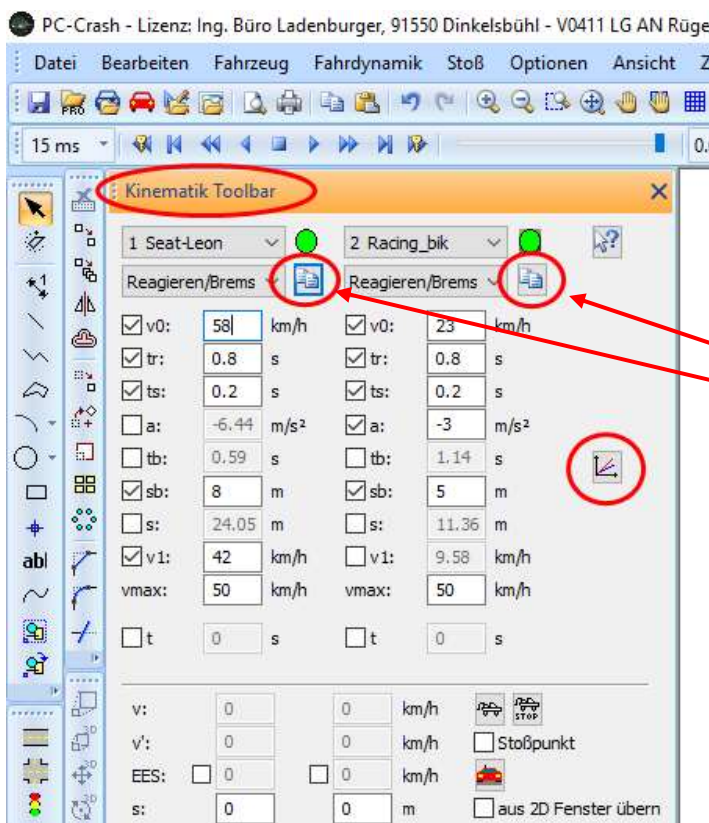 PC-Crash - Lizenz: Ing. Büro Ladenburger, 91550 Dinkelsbühl - V0411 LG AN Rüge
Datei Bearbeiten Fahrzeug Fahrdynamik Stoß Optionen Ansicht Z
PRO
15 ms 0.
Kinematik Toolbar
1 Seat-Leon 2 Racing_bik
Reagieren/Brems Reagieren/Brems
v0: 58 km/h v0: 23 km/h
tr: 0.8 s tr: 0.8 s
ts: 0.2 s ts: 0.2 s
a: -6.44 m/s² a: -3 m/s²
tb: 0.59 s tb: 1.14 s
sb: 8 m sb: 5 m
s: 24.05 m s: 11.36 m
v1: 42 km/h v1: 9.58 km/h
vmax: 50 km/h vmax: 50 km/h
t 0 s t 0 s
abl
v: 0 0 km/h STOP
v': 0 0 km/h Stoßpunkt
EES: 0 0 km/h
s: 0 0 m aus 2D Fenster übern